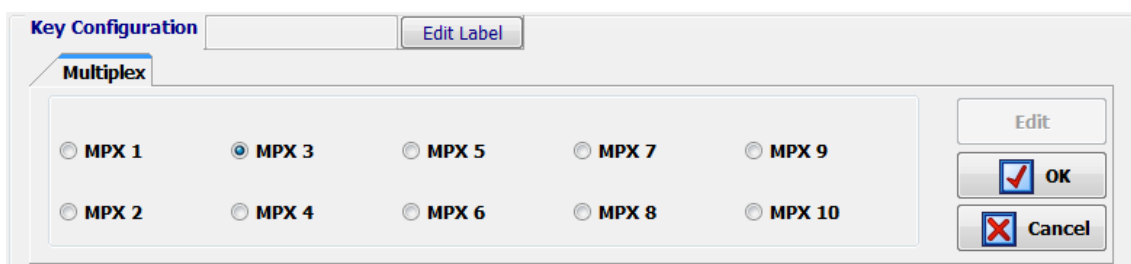 Key Configuration Edit Label
Multiplex
Edit
MPX 1 MPX 3 MPX 5 MPX 7 MPX 9
OK
MPX 2 MPX 4 MPX 6 MPX 8 MPX 10
Cancel